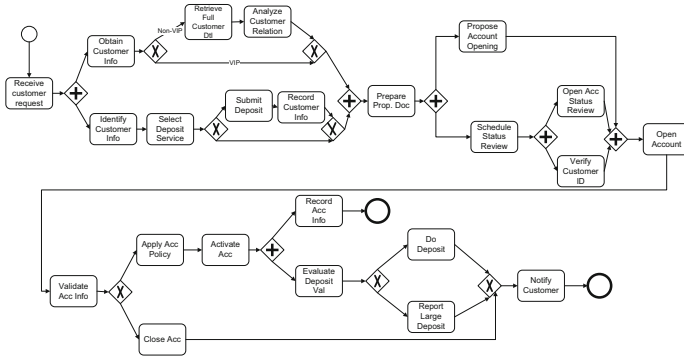 Receive
customer
request
Obtain
Customer
Info
Non-VIP
Retrieve
Full
Customer
Dtl
Analyze
Customer
Relation
VIP
Identify
Customer
Info
Select
Deposit
Service
Submit
Deposit
Record
Customer
Info
Prepare
Prop. Doc
Propose
Account
Opening
Schedule
Status
Review
Open Acc
Status
Review
Verify
Customer
ID
Open
Account
Validate
Acc Info
Apply Acc
Policy
Activate
Acc
Record
Acc
Info
Evaluate
Deposit
Val
Do
Deposit
Report
Large
Deposit
Notify
Customer
Close Acc